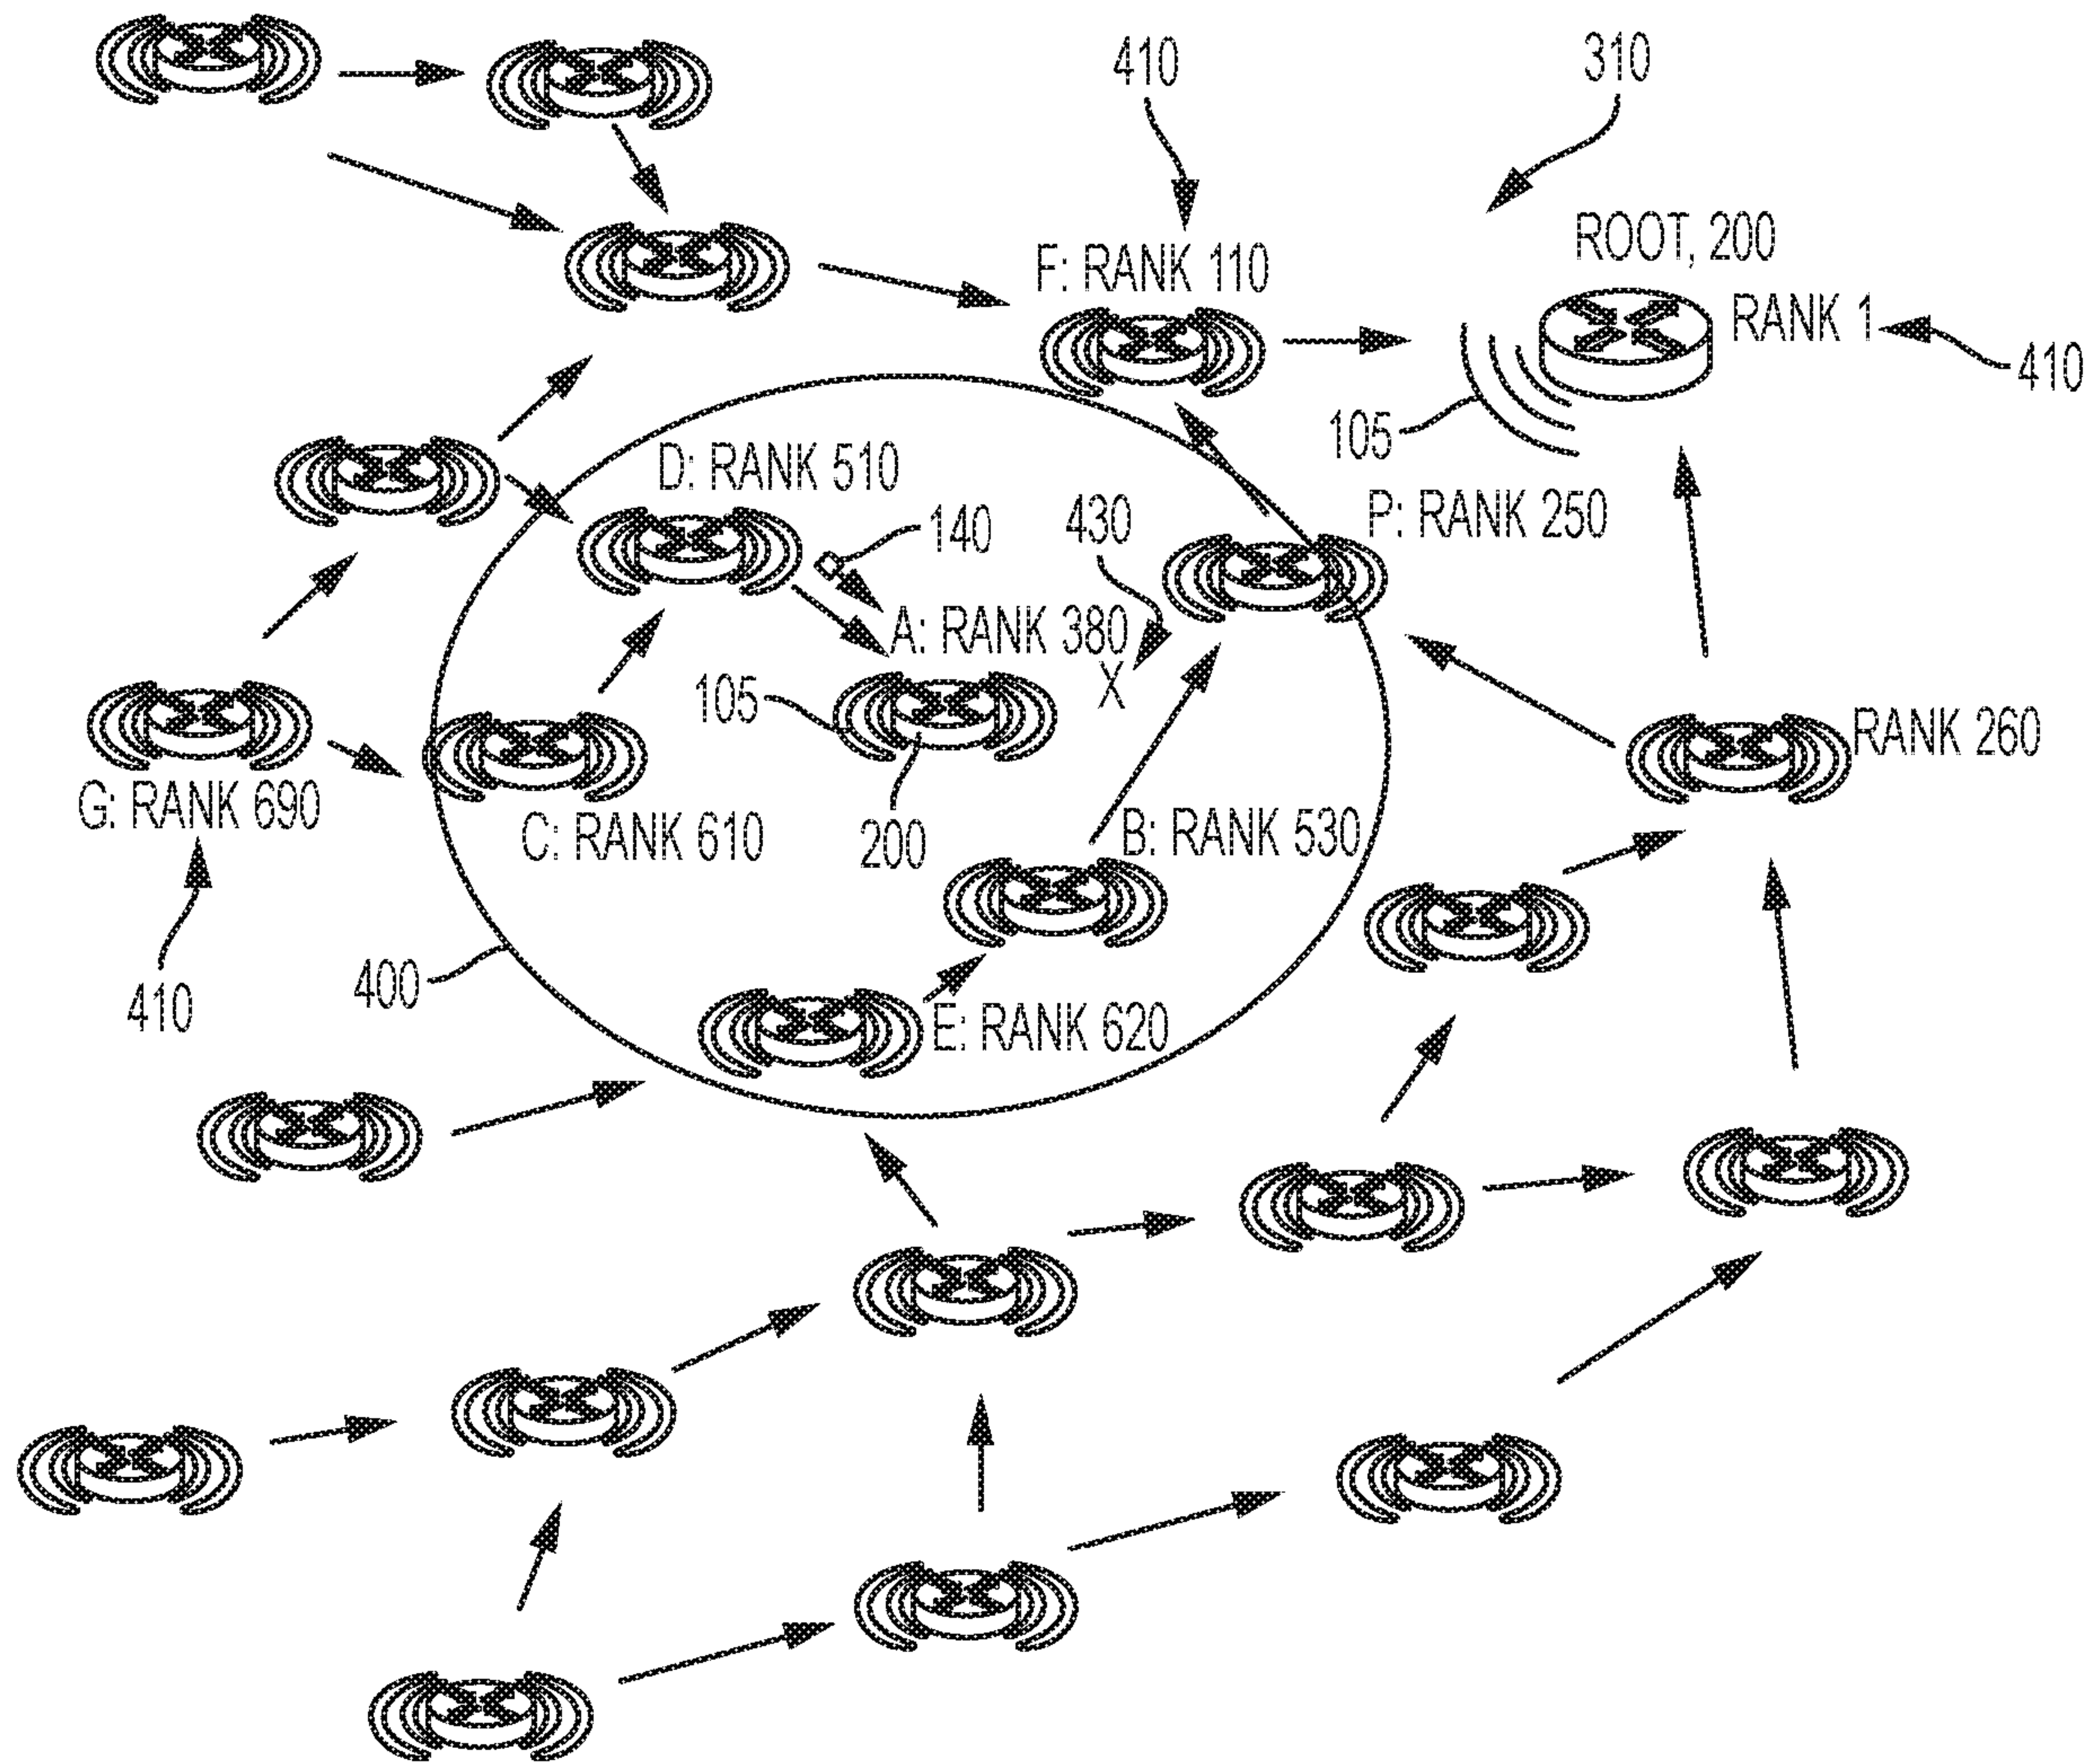 410
310
ROOT, 200
F: RANK 110
RANK 1
410
105
D: RANK 510
P: RANK 250
140
430
A: RANK 380
X
105
RANK 260
G: RANK 690
C: RANK 610
200
B: RANK 530
410
400
E: RANK 620